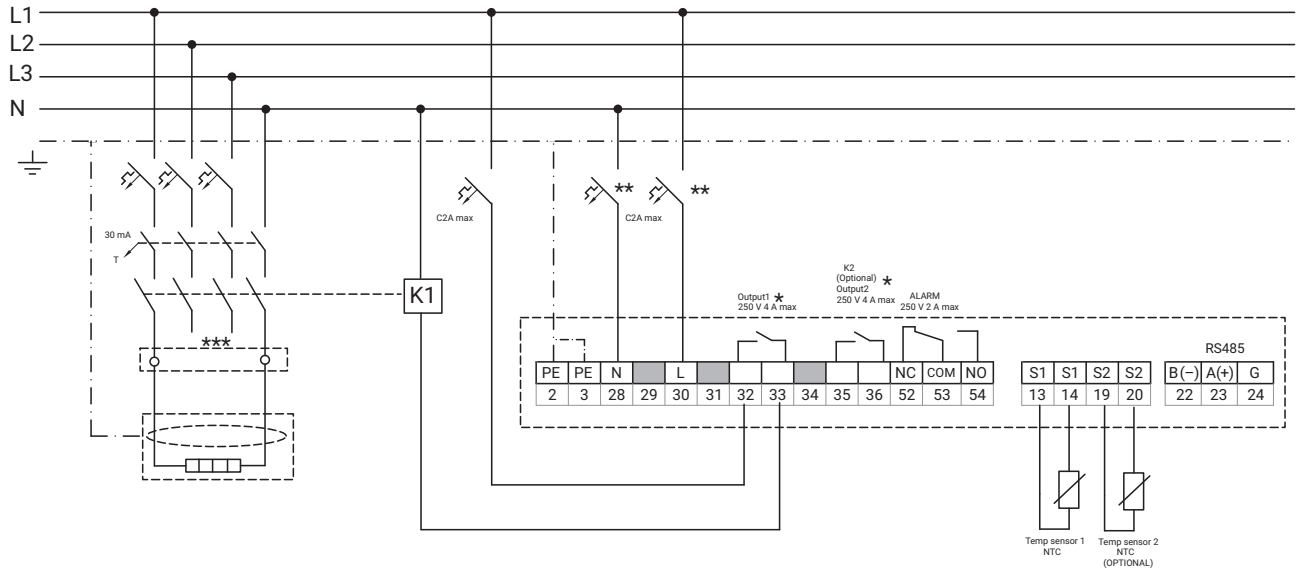 L1
L2
L3
N
30 mA
T
***
K1
C2A max
**
C2A max
**
Output1 *
250 V 4 A max
K2
(Optional) *
Output2
250 V 4 A max
ALARM
250 V 2 A max
RS485
PE PE N L NC COM NO S1 S1 S2 S2 B(−) A(+) G
2 3 28 29 30 31 32 33 34 35 36 52 53 54 13 14 19 20 22 23 24
Temp sensor 1
NTC
Temp sensor 2
NTC
(OPTIONAL)